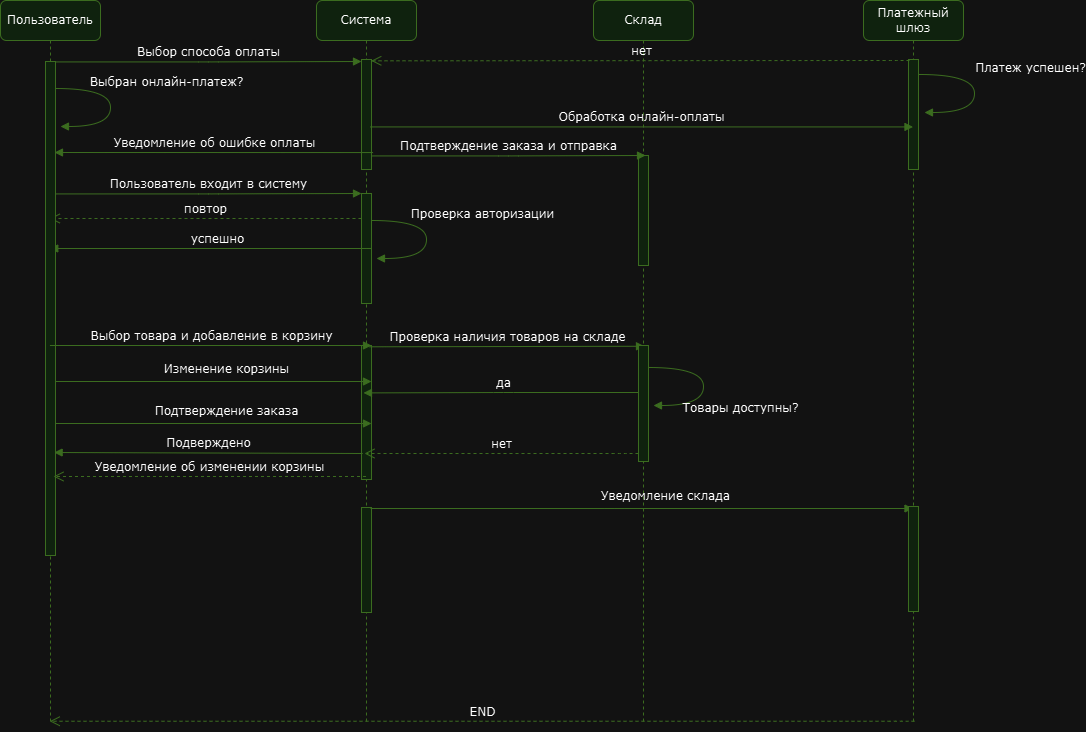 Пользователь
Система
Склад
Платежный
шлюз
Выбор способа оплаты
нет
Платеж успешен?
Выбран онлайн-платеж?
Обработка онлайн-оплаты
Уведомление об ошибке оплаты
Подтверждение заказа и отправка
Пользователь входит в систему
повтор
Проверка авторизации
успешно
Выбор товара и добавление в корзину
Проверка наличия товаров на складе
Изменение корзины
да
Товары доступны?
Подтверждение заказа
Подверждено
нет
Уведомление об изменении корзины
Уведомление склада
END